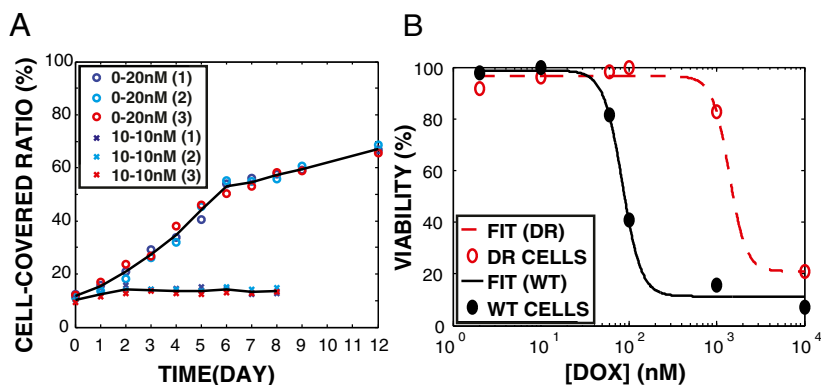 A
CELL-COVERED RATIO (%)
100
80
60
40
20
0
0-20nM (1)
0-20nM (2)
0-20nM (3)
10-10nM (1)
10-10nM (2)
10-10nM (3)
0 1 2 3 4 5 6 7 8 9 10 11 12
TIME(DAY)
B
VIABILITY (%)
100
80
60
40
20
0
FIT (DR)
DR CELLS
FIT (WT)
WT CELLS
10^0 10^1 10^2 10^3 10^4
[DOX] (nM)